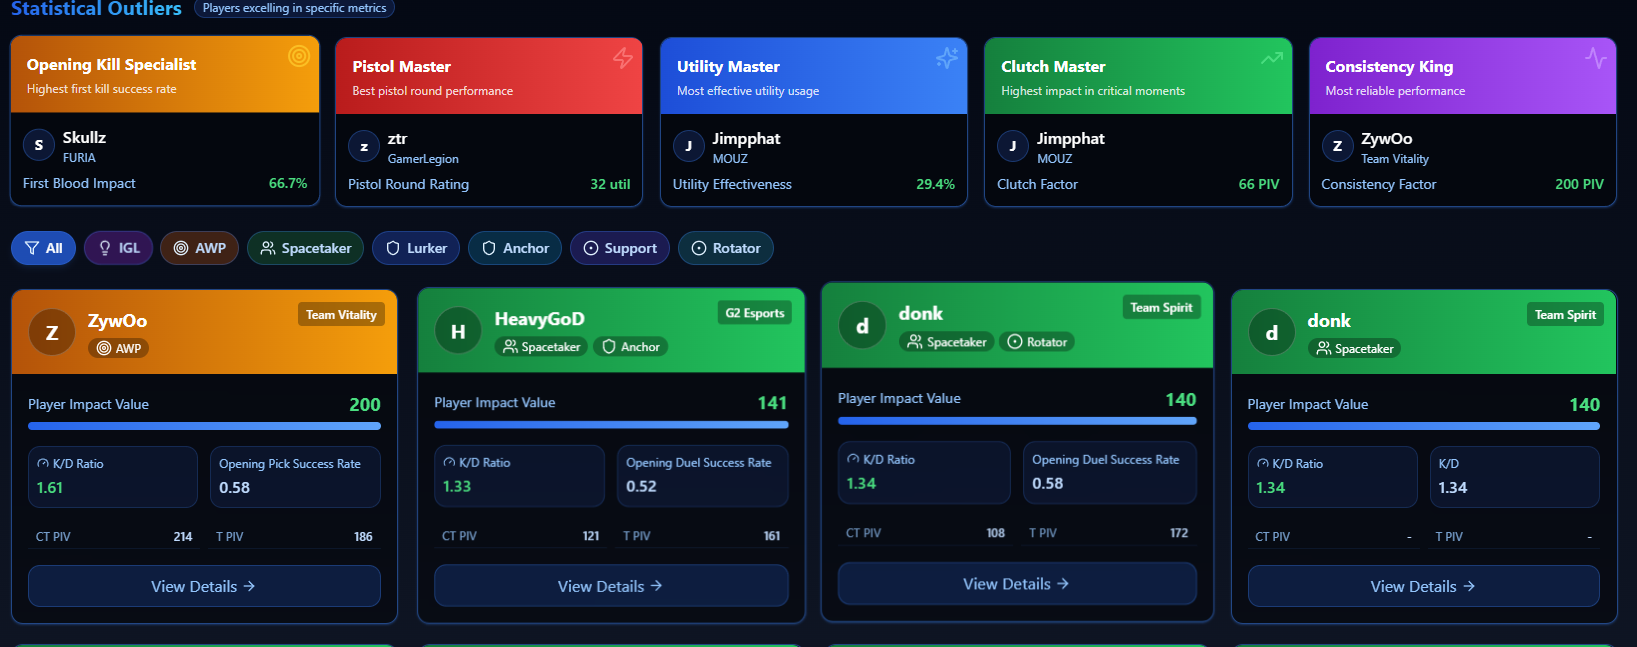 Statistical Outliers
Players excelling in specific metrics
Opening Kill Specialist
Highest first kill success rate
S
Skullz
FURIA
First Blood Impact
66.7%
Pistol Master
Best pistol round performance
z
ztr
GamerLegion
Pistol Round Rating
32 util
Utility Master
Most effective utility usage
J
Jimpphat
MOUZ
Utility Effectiveness
29.4%
Clutch Master
Highest impact in critical moments
J
Jimpphat
MOUZ
Clutch Factor
66 PIV
Consistency King
Most reliable performance
Z
ZywOo
Team Vitality
Consistency Factor
200 PIV
All
IGL
AWP
Spacetaker
Lurker
Anchor
Support
Rotator
Z
ZywOo
AWP
Team Vitality
Player Impact Value
200
K/D Ratio
1.61
Opening Pick Success Rate
0.58
CT PIV
214
T PIV
186
View Details →
H
HeavyGoD
Spacetaker
Anchor
G2 Esports
Player Impact Value
141
K/D Ratio
1.33
Opening Duel Success Rate
0.52
CT PIV
121
T PIV
161
View Details →
d
donk
Spacetaker
Rotator
Team Spirit
Player Impact Value
140
K/D Ratio
1.34
Opening Duel Success Rate
0.58
CT PIV
108
T PIV
172
View Details →
d
donk
Spacetaker
Team Spirit
Player Impact Value
140
K/D Ratio
1.34
K/D
1.34
CT PIV
-
T PIV
-
View Details →